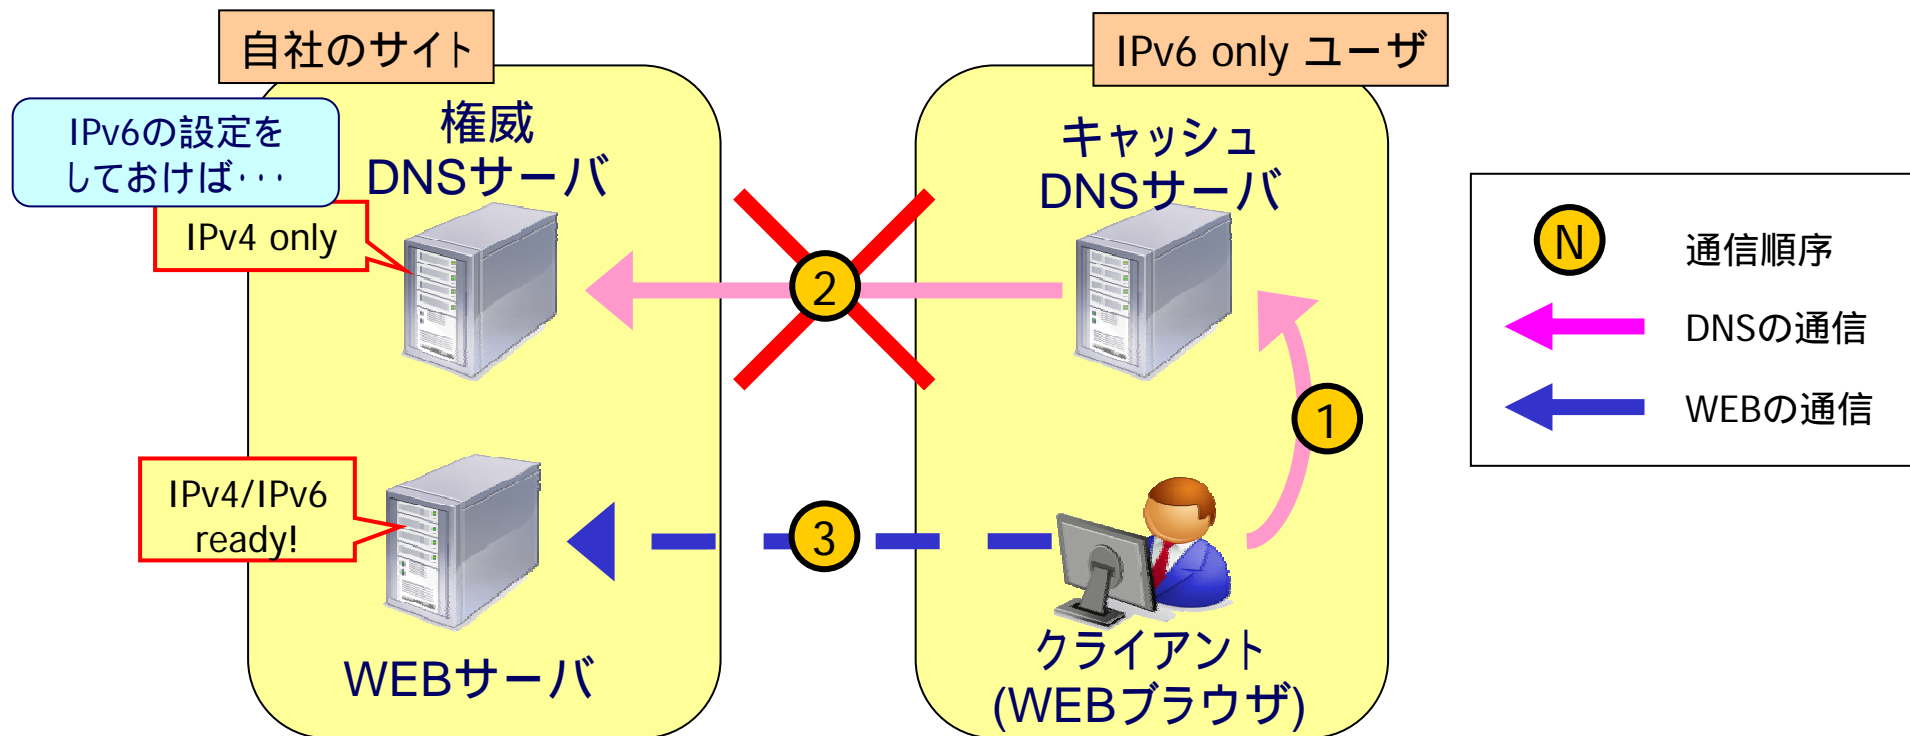 自社のサイト
IPv6の設定を
しておけば・・・
権威
DNSサーバ
IPv4 only
IPv4/IPv6
ready!
WEBサーバ
2
3
IPv6 only ユーザ
キャッシュ
DNSサーバ
1
クライアント
(WEBブラウザ)
N
通信順序
DNSの通信
WEBの通信